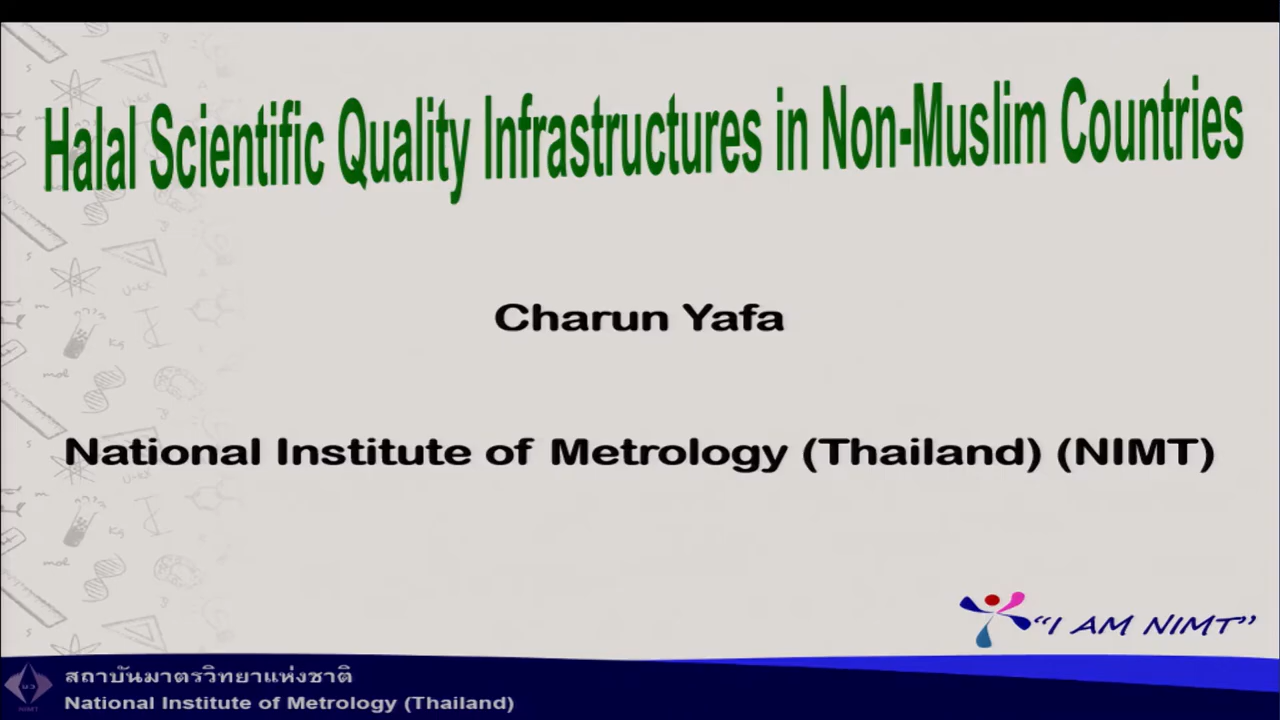 Halal Scientific Quality Infrastructures in Non-Muslim Countries
Charun Yafa
National Institute of Metrology (Thailand) (NIMT)
"I AM NIMT"
สถาบันมาตรวิทยาแห่งชาติ
National Institute of Metrology (Thailand)